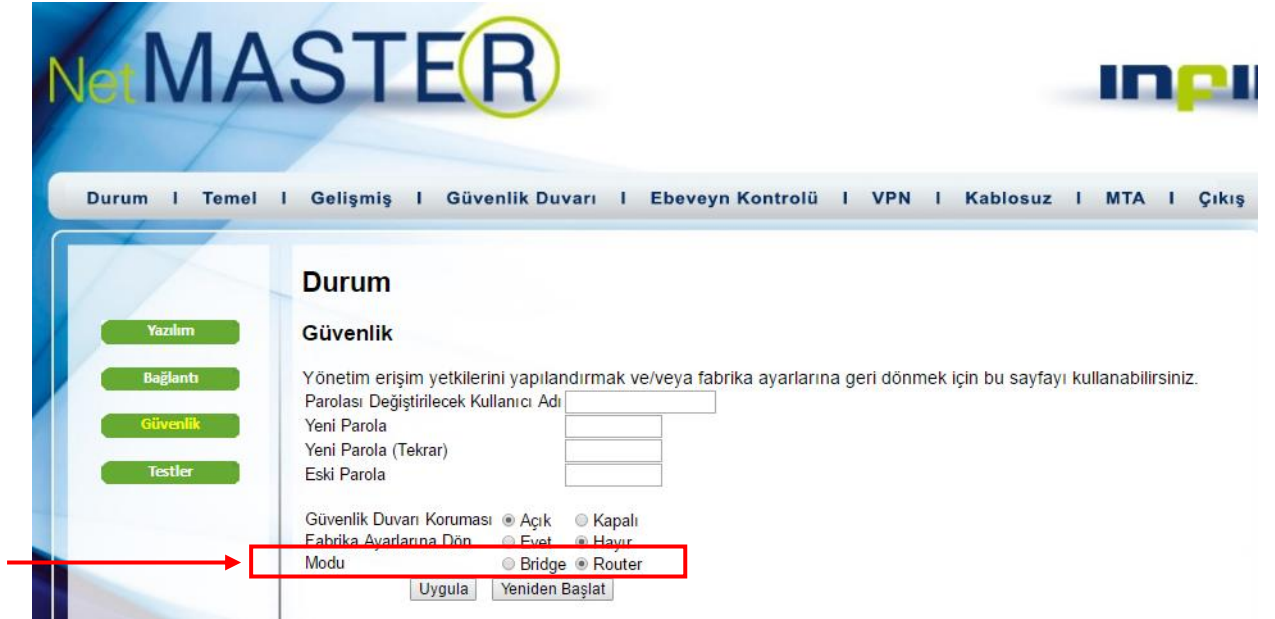 NetMASTER
Durum | Temel | Gelişmiş | Güvenlik Duvarı | Ebeveyn Kontrolü | VPN | Kablosuz | MTA | Çıkış
Durum
Yazılım
Güvenlik
Bağlantı
Yönetim erişim yetkilerini yapılandırmak ve/veya fabrika ayarlarına geri dönmek için bu sayfayı kullanabilirsiniz.
Parolası Değiştirilecek Kullanıcı Adı
Güvenlik
Yeni Parola
Yeni Parola (Tekrar)
Testler
Eski Parola
Güvenlik Duvarı Koruması Açık Kapalı
Fabrika Ayarlarına Dön Evet Hayır
Modu Bridge Router
Uygula Yeniden Başlat